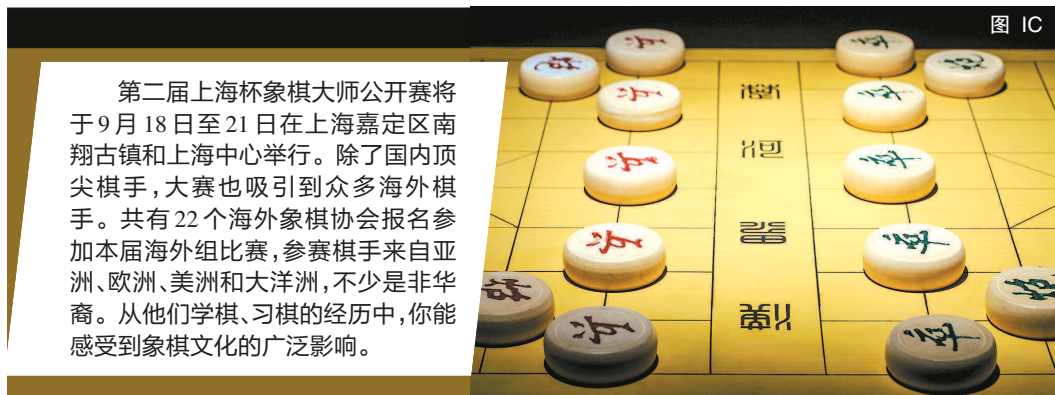 图 IC
第二届上海杯象棋大师公开赛将
于9月18日至21日在上海嘉定区南
翔古镇和上海中心举行。除了国内顶
尖棋手,大赛也吸引到众多海外棋
手。共有22个海外象棋协会报名参
加本届海外组比赛,参赛棋手来自亚
洲、欧洲、美洲和大洋洲,不少是非华
裔。从他们学棋、习棋的经历中,你能
感受到象棋文化的广泛影响。